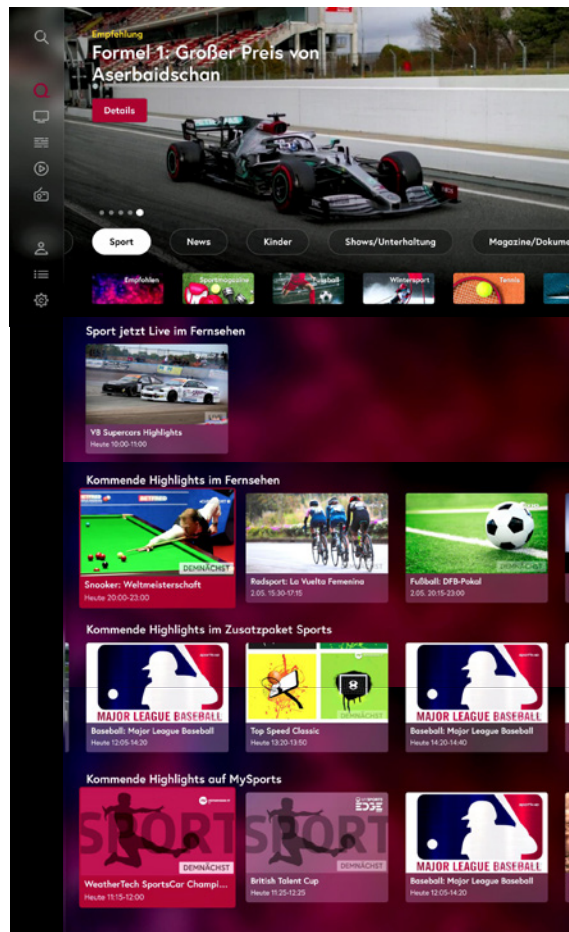 Empfehlung
Formel 1: Großer Preis von
Aserbaidschan
Details
Sport
News
Kinder
Shows/Unterhaltung
Magazine/Dokume
Empfohlen
Sportmagazine
Fussball
Wintersport
Tennis
Sport jetzt Live im Fernsehen
LIVE
V8 Supercars Highlights
Heute 10:00-11:00
Kommende Highlights im Fernsehen
BETFRED
DEMNÄCHST
Snooker: Weltmeisterschaft
Heute 20:00-23:00
Radsport: La Vuelta Femenina
2.05. 15:30-17:15
DEMNÄCHST
Fußball: DFB-Pokal
2.05. 20:15-23:00
Kommende Highlights im Zusatzpaket Sports
MAJOR LEAGUE BASEBALL
Baseball: Major League Baseball
Heute 12:05-14:20
8
DEMNÄCHST
Top Speed Classic
Heute 13:20-13:50
MAJOR LEAGUE BASEBALL
Baseball: Major League Baseball
Heute 14:20-14:40
Kommende Highlights auf MySports
SPORT
DEMNÄCHST
WeatherTech SportsCar Champi...
Heute 11:15-12:00
SPORT
DEMNÄCHST
British Talent Cup
Heute 11:25-12:25
MAJOR LEAGUE BASEBALL
Baseball: Major League Baseball
Heute 12:05-14:20